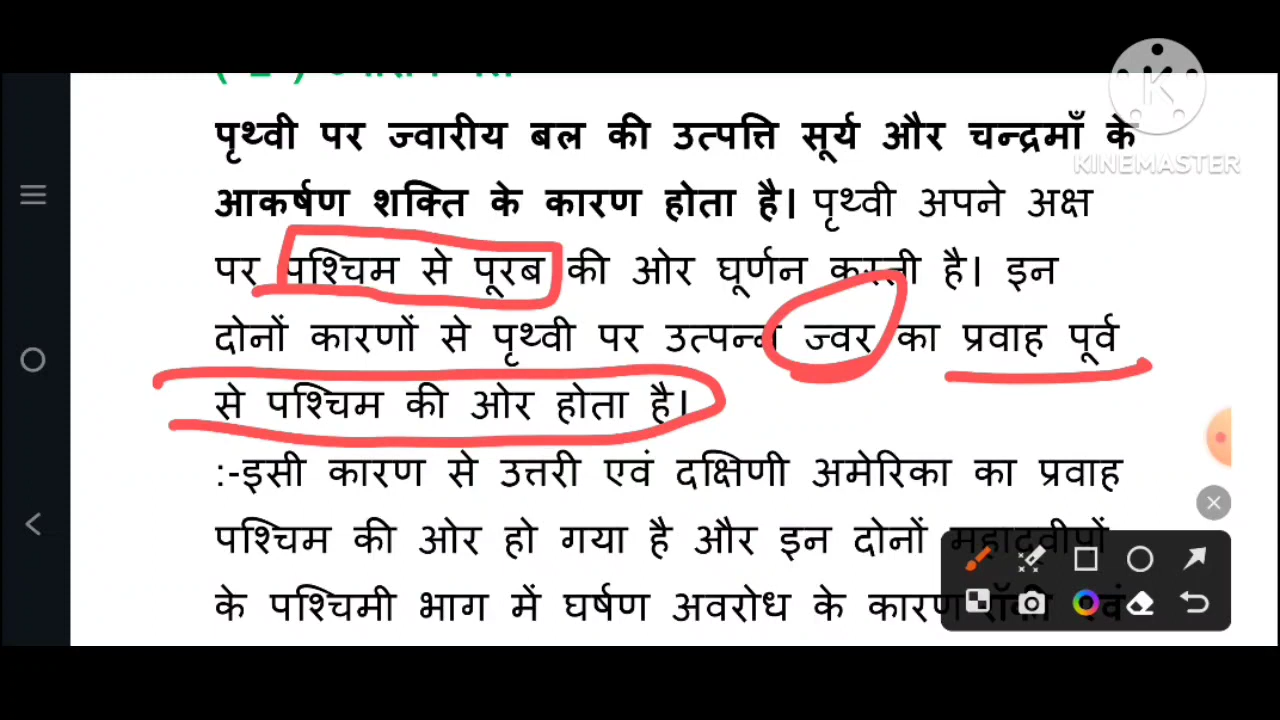 KINEMASTER
पृथ्वी पर ज्वारीय बल की उत्पत्ति सूर्य और चन्द्रमाँ के
आकर्षण शक्ति के कारण होता है। पृथ्वी अपने अक्ष
पर पश्चिम से पूरब की ओर घूर्णन करती है। इन
दोनों कारणों से पृथ्वी पर उत्पन्न ज्वर का प्रवाह पूर्व
से पश्चिम की ओर होता है।
:-इसी कारण से उत्तरी एवं दक्षिणी अमेरिका का प्रवाह
पश्चिम की ओर हो गया है और इन दोनों महाद्वीपों
के पश्चिमी भाग में घर्षण अवरोध के कारण रॉकी एवं